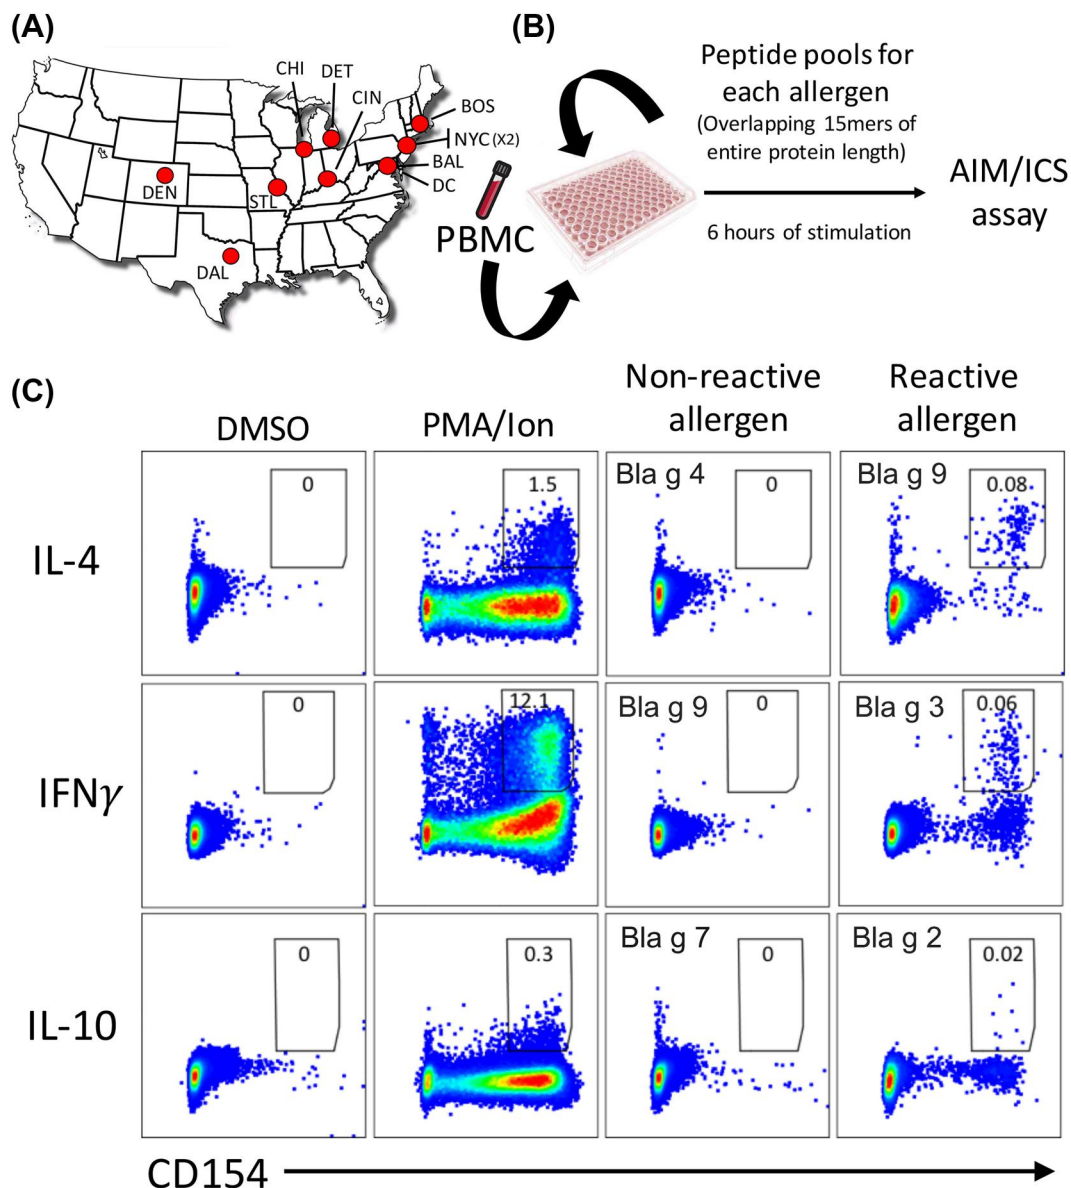 (A)
CHI
DET
CIN
BOS
NYC (X2)
BAL
DC
DEN
STL
DAL
(B)
PBMC
Peptide pools for
each allergen
(Overlapping 15mers of
entire protein length)
6 hours of stimulation
AIM/ICS
assay
(C)
DMSO
PMA/Ion
Non-reactive
allergen
Reactive
allergen
IL-4
0
1.5
Bla g 4
0
Bla g 9
0.08
IFNγ
0
12.1
Bla g 9
0
Bla g 3
0.06
IL-10
0
0.3
Bla g 7
0
Bla g 2
0.02
CD154